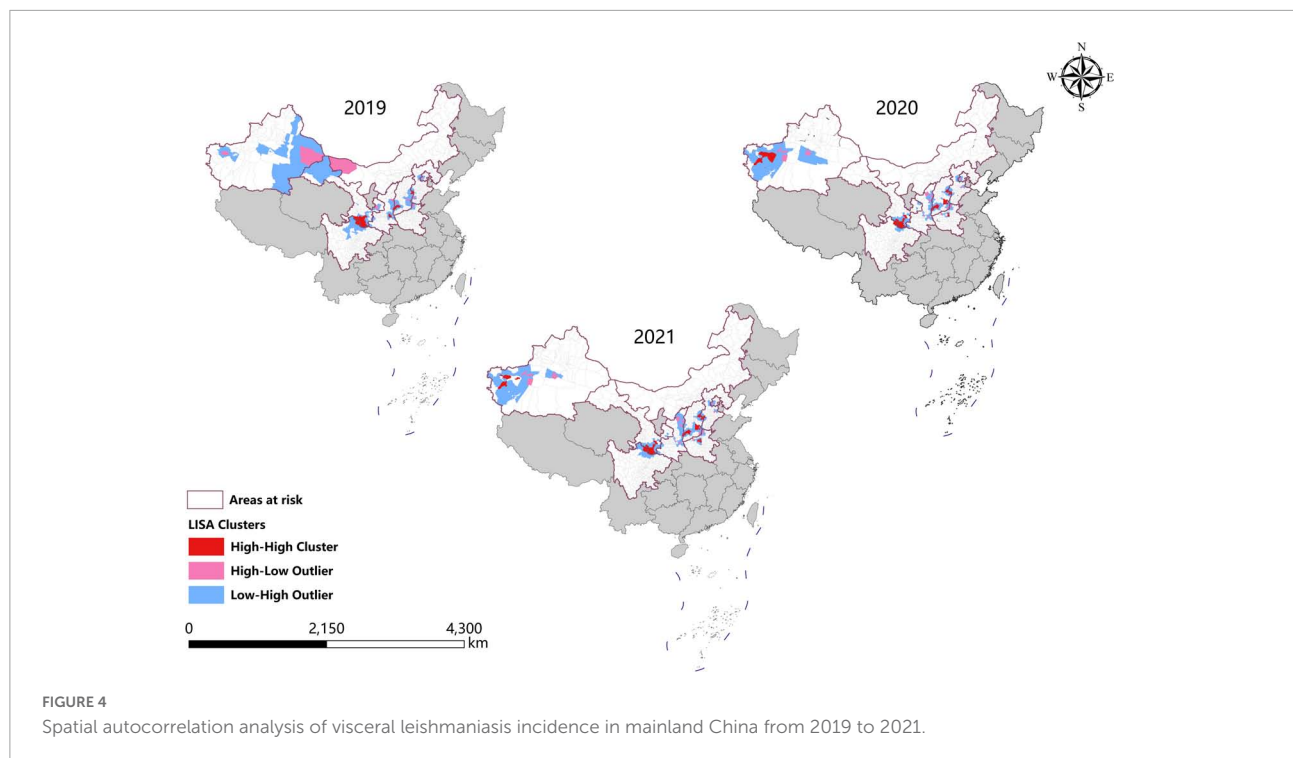 N
W E
S
2019
2020
2021
Areas at risk
LISA Clusters
High-High Cluster
High-Low Outlier
Low-High Outlier
0 2,150 4,300
km
FIGURE 4
Spatial autocorrelation analysis of visceral leishmaniasis incidence in mainland China from 2019 to 2021.